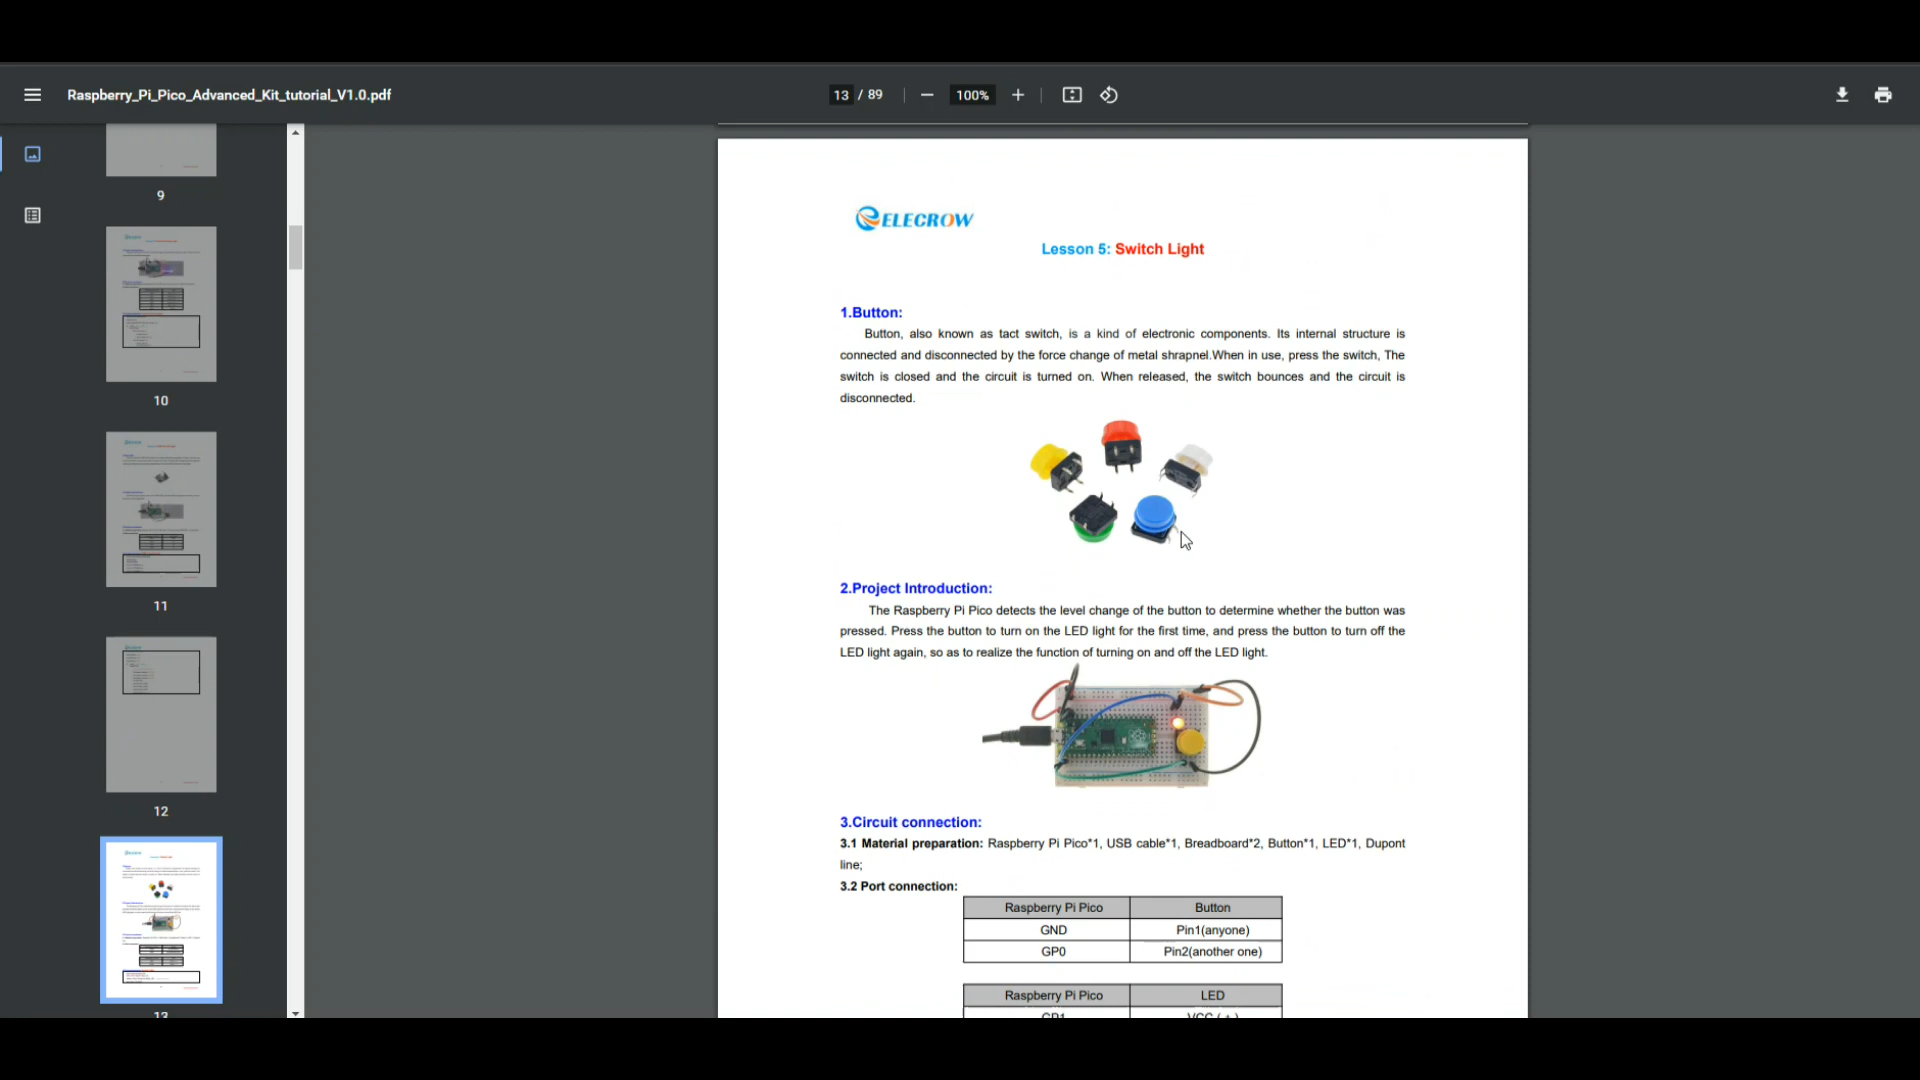 Raspberry_Pi_Pico_Advanced_Kit_tutorial_V1.0.pdf
13 / 89
100%
9
10
11
12
13
ELECROW
Lesson 5: Switch Light
1.Button:
Button, also known as tact switch, is a kind of electronic components. Its internal structure is
connected and disconnected by the force change of metal shrapnel.When in use, press the switch, The
switch is closed and the circuit is turned on. When released, the switch bounces and the circuit is
disconnected.
2.Project Introduction:
The Raspberry Pi Pico detects the level change of the button to determine whether the button was
pressed. Press the button to turn on the LED light for the first time, and press the button to turn off the
LED light again, so as to realize the function of turning on and off the LED light.
3.Circuit connection:
3.1 Material preparation: Raspberry Pi Pico*1, USB cable*1, Breadboard*2, Button*1, LED*1, Dupont
line;
3.2 Port connection:
Raspberry Pi Pico Button
GND Pin1(anyone)
GP0 Pin2(another one)
Raspberry Pi Pico LED
GP1 VCC ( + )